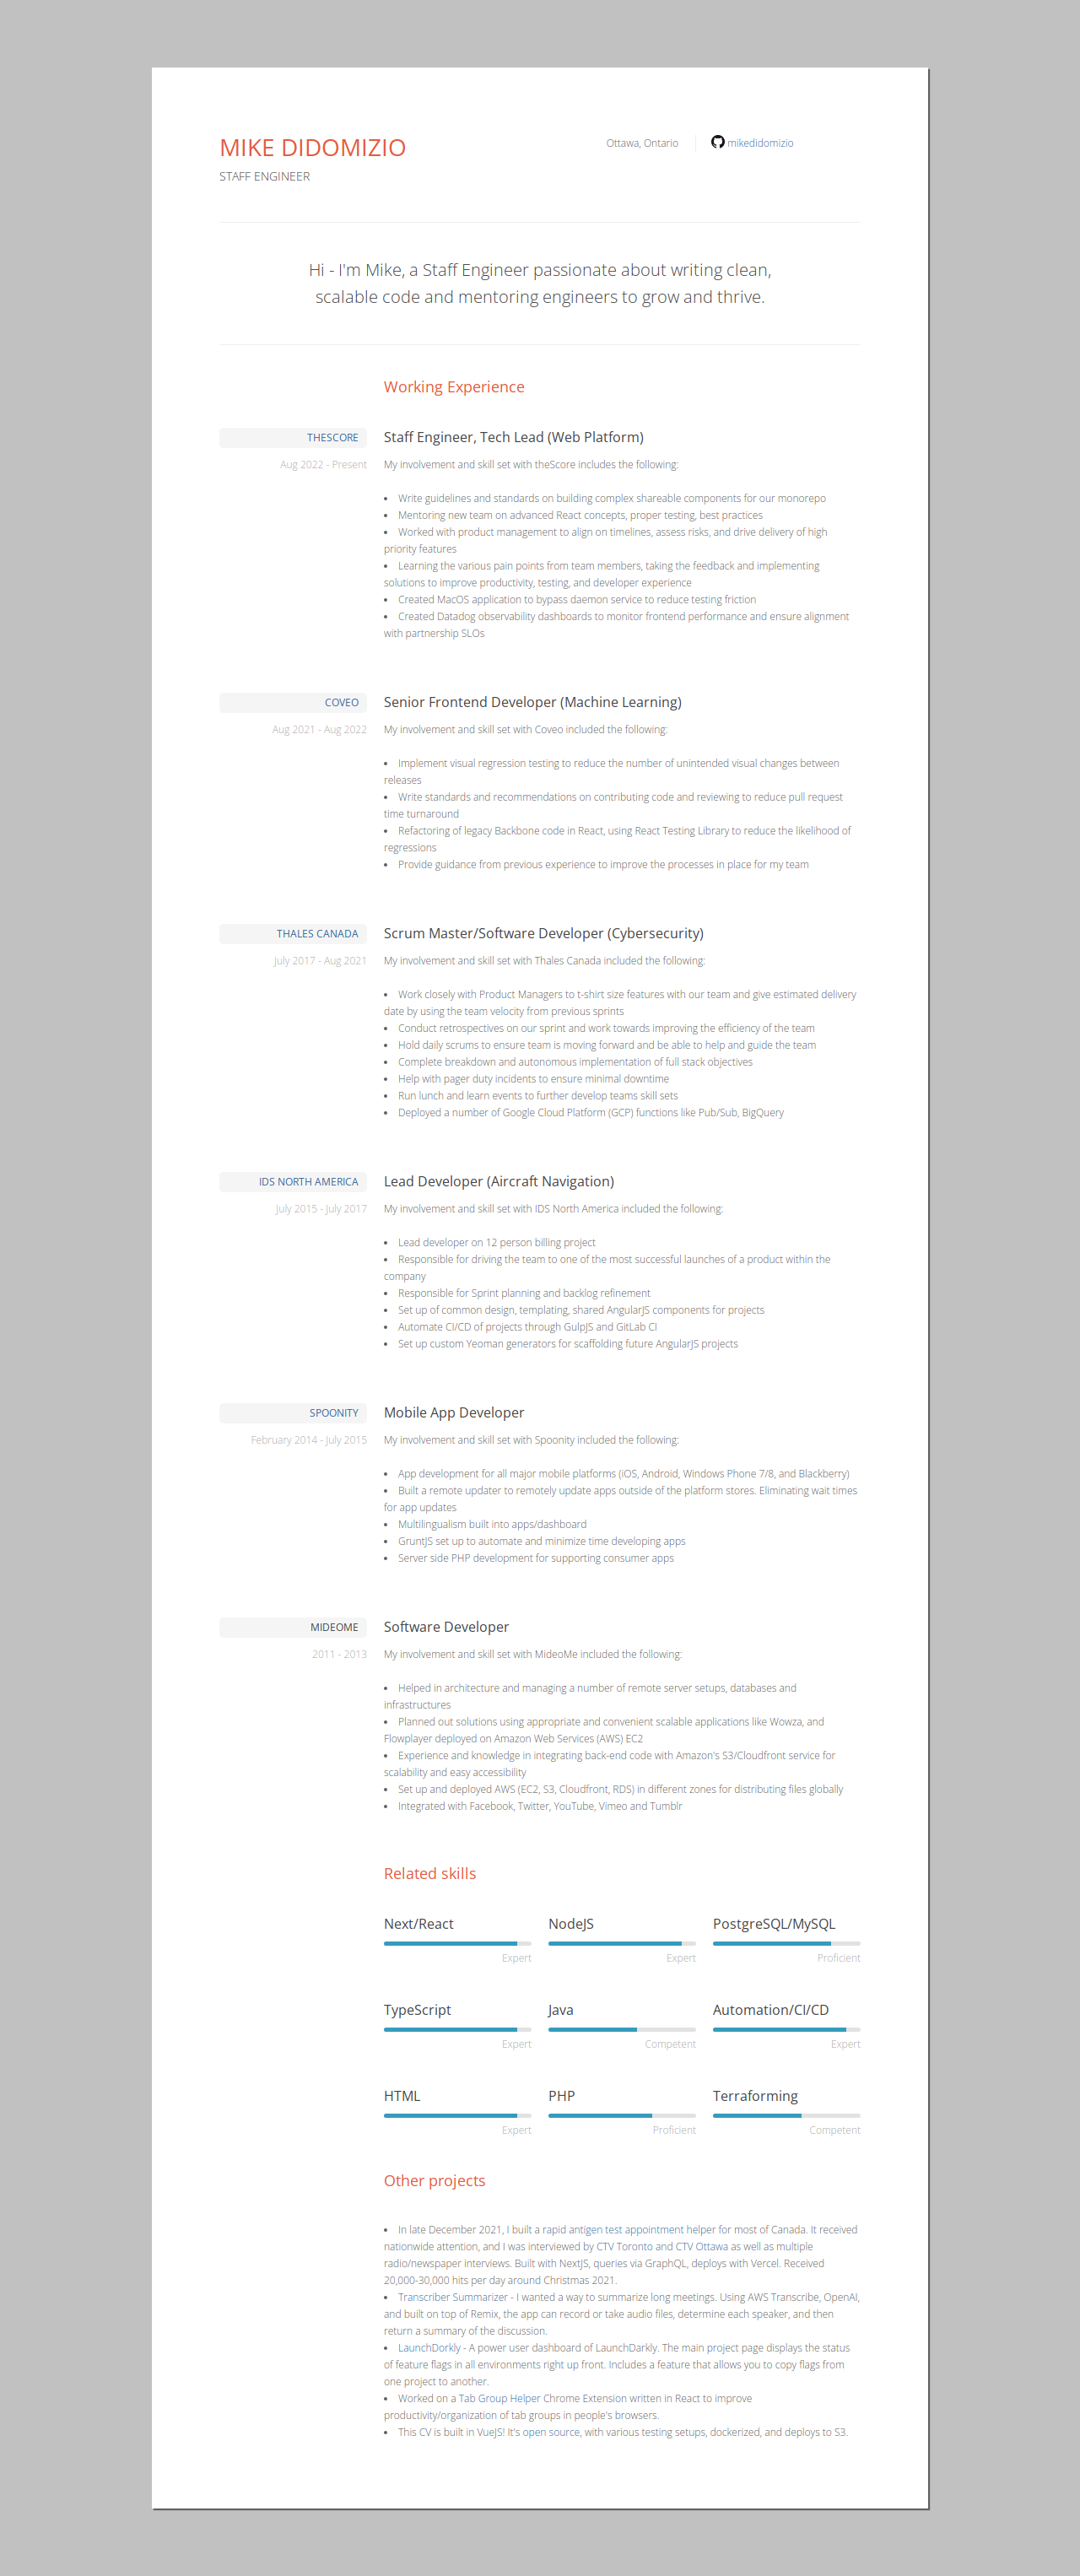 MIKE DIDOMIZIO
STAFF ENGINEER
Ottawa, Ontario
mikedidomizio
Hi - I'm Mike, a Staff Engineer passionate about writing clean,
scalable code and mentoring engineers to grow and thrive.
Working Experience
THESCORE
Aug 2022 - Present
Staff Engineer, Tech Lead (Web Platform)
My involvement and skill set with theScore includes the following:
• Write guidelines and standards on building complex shareable components for our monorepo
• Mentoring new team on advanced React concepts, proper testing, best practices
• Worked with product management to align on timelines, assess risks, and drive delivery of high
priority features
• Learning the various pain points from team members, taking the feedback and implementing
solutions to improve productivity, testing, and developer experience
• Created MacOS application to bypass daemon service to reduce testing friction
• Created Datadog observability dashboards to monitor frontend performance and ensure alignment
with partnership SLOs
COVEO
Aug 2021 - Aug 2022
Senior Frontend Developer (Machine Learning)
My involvement and skill set with Coveo included the following:
• Implement visual regression testing to reduce the number of unintended visual changes between
releases
• Write standards and recommendations on contributing code and reviewing to reduce pull request
time turnaround
• Refactoring of legacy Backbone code in React, using React Testing Library to reduce the likelihood of
regressions
• Provide guidance from previous experience to improve the processes in place for my team
THALES CANADA
July 2017 - Aug 2021
Scrum Master/Software Developer (Cybersecurity)
My involvement and skill set with Thales Canada included the following:
• Work closely with Product Managers to t-shirt size features with our team and give estimated delivery
date by using the team velocity from previous sprints
• Conduct retrospectives on our sprint and work towards improving the efficiency of the team
• Hold daily scrums to ensure team is moving forward and be able to help and guide the team
• Complete breakdown and autonomous implementation of full stack objectives
• Help with pager duty incidents to ensure minimal downtime
• Run lunch and learn events to further develop teams skill sets
• Deployed a number of Google Cloud Platform (GCP) functions like Pub/Sub, BigQuery
IDS NORTH AMERICA
July 2015 - July 2017
Lead Developer (Aircraft Navigation)
My involvement and skill set with IDS North America included the following:
• Lead developer on 12 person billing project
• Responsible for driving the team to one of the most successful launches of a product within the
company
• Responsible for Sprint planning and backlog refinement
• Set up of common design, templating, shared AngularJS components for projects
• Automate CI/CD of projects through GulpJS and GitLab CI
• Set up custom Yeoman generators for scaffolding future AngularJS projects
SPOONITY
February 2014 - July 2015
Mobile App Developer
My involvement and skill set with Spoonity included the following:
• App development for all major mobile platforms (iOS, Android, Windows Phone 7/8, and Blackberry)
• Built a remote updater to remotely update apps outside of the platform stores. Eliminating wait times
for app updates
• Multilingualism built into apps/dashboard
• GruntJS set up to automate and minimize time developing apps
• Server side PHP development for supporting consumer apps
MIDEOME
2011 - 2013
Software Developer
My involvement and skill set with MideoMe included the following:
• Helped in architecture and managing a number of remote server setups, databases and
infrastructures
• Planned out solutions using appropriate and convenient scalable applications like Wowza, and
Flowplayer deployed on Amazon Web Services (AWS) EC2
• Experience and knowledge in integrating back-end code with Amazon's S3/Cloudfront service for
scalability and easy accessibility
• Set up and deployed AWS (EC2, S3, Cloudfront, RDS) in different zones for distributing files globally
• Integrated with Facebook, Twitter, YouTube, Vimeo and Tumblr
Related skills
Next/React
Expert
NodeJS
Expert
PostgreSQL/MySQL
Proficient
TypeScript
Expert
Java
Competent
Automation/CI/CD
Expert
HTML
Expert
PHP
Proficient
Terraforming
Competent
Other projects
• In late December 2021, I built a rapid antigen test appointment helper for most of Canada. It received
nationwide attention, and I was interviewed by CTV Toronto and CTV Ottawa as well as multiple
radio/newspaper interviews. Built with NextJS, queries via GraphQL, deploys with Vercel. Received
20,000-30,000 hits per day around Christmas 2021.
• Transcriber Summarizer - I wanted a way to summarize long meetings. Using AWS Transcribe, OpenAI,
and built on top of Remix, the app can record or take audio files, determine each speaker, and then
return a summary of the discussion.
• LaunchDorkly - A power user dashboard of LaunchDarkly. The main project page displays the status
of feature flags in all environments right up front. Includes a feature that allows you to copy flags from
one project to another.
• Worked on a Tab Group Helper Chrome Extension written in React to improve
productivity/organization of tab groups in people's browsers.
• This CV is built in VueJS! It's open source, with various testing setups, dockerized, and deploys to S3.